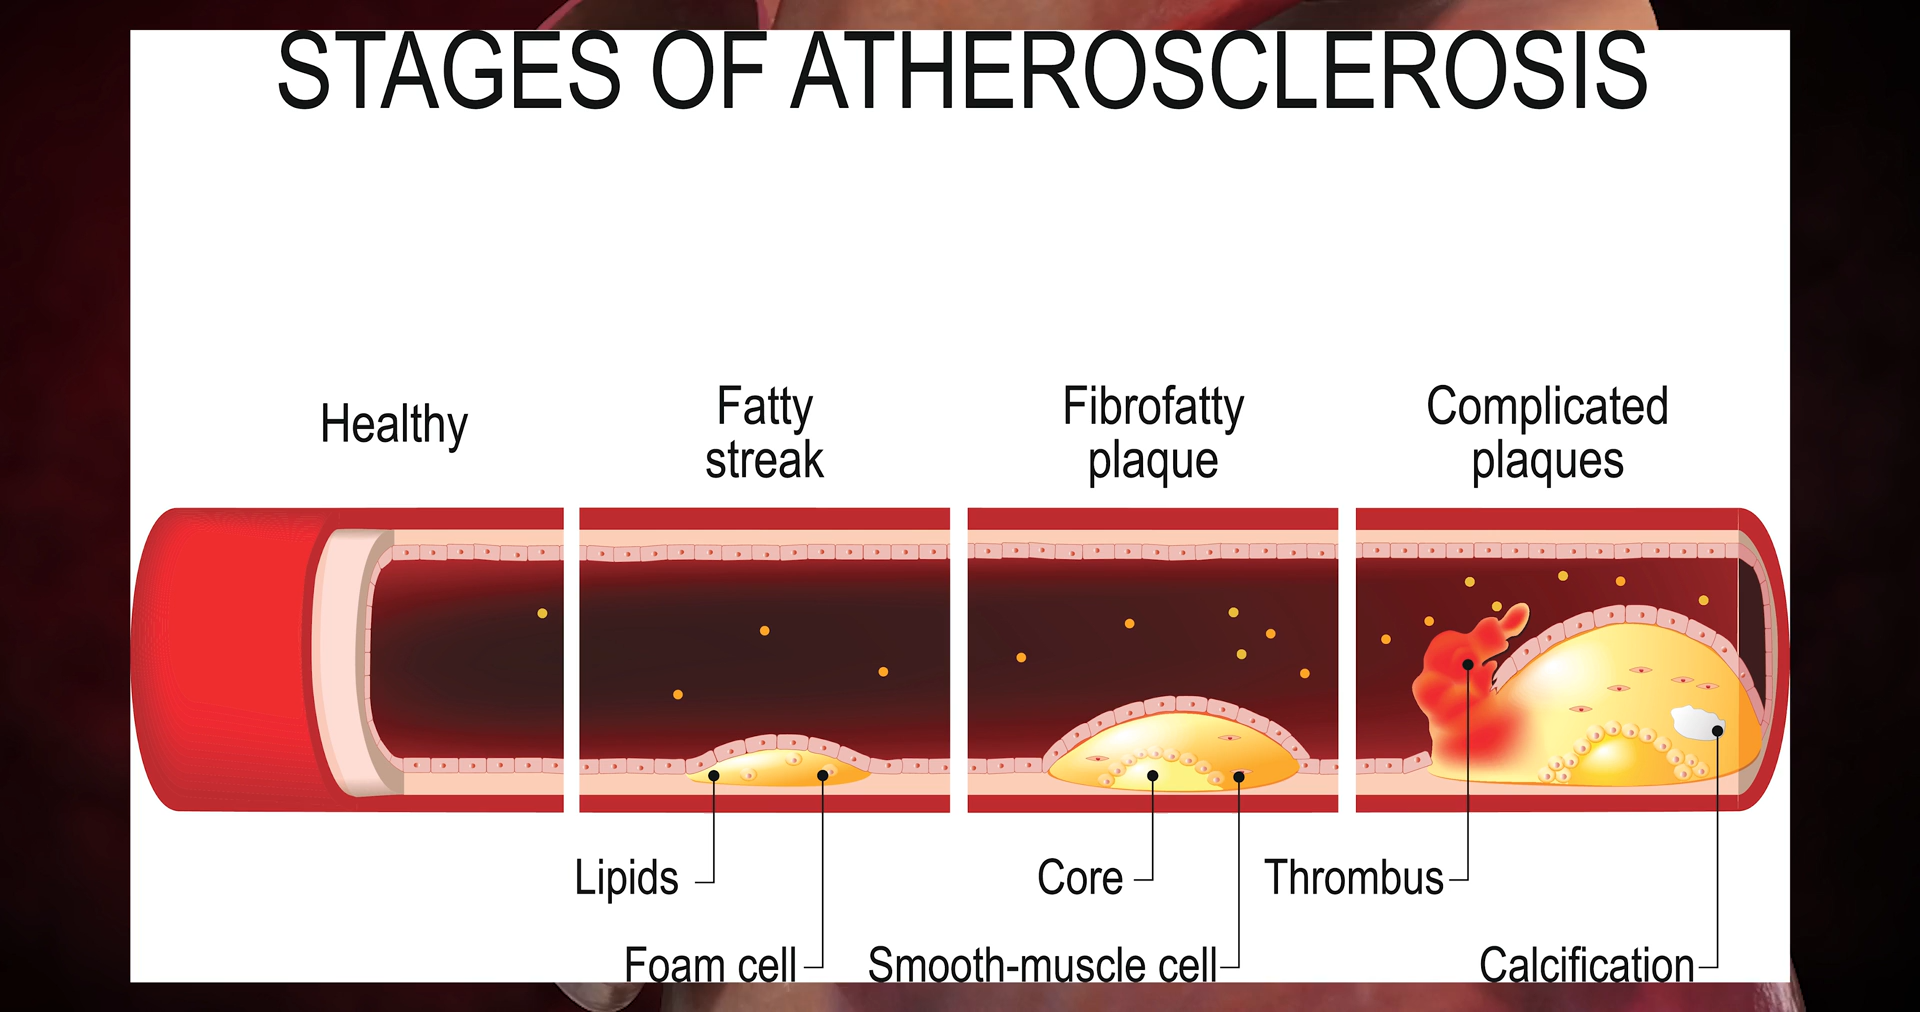 STAGES OF ATHEROSCLEROSIS
Healthy
Fatty
streak
Fibrofatty
plaque
Complicated
plaques
Lipids
Core
Thrombus
Foam cell
Smooth-muscle cell
Calcification